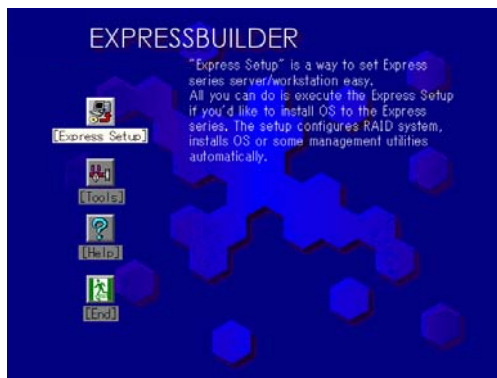 EXPRESSBUILDER
"Express Setup" is a way to set Express
series server/workstation easy.
All you can do is execute the Express Setup
if you'd like to install OS to the Express
series. The setup configures RAID system,
installs OS or some management utilities
automatically.
[Express Setup]
[Tools]
[Help]
[End]